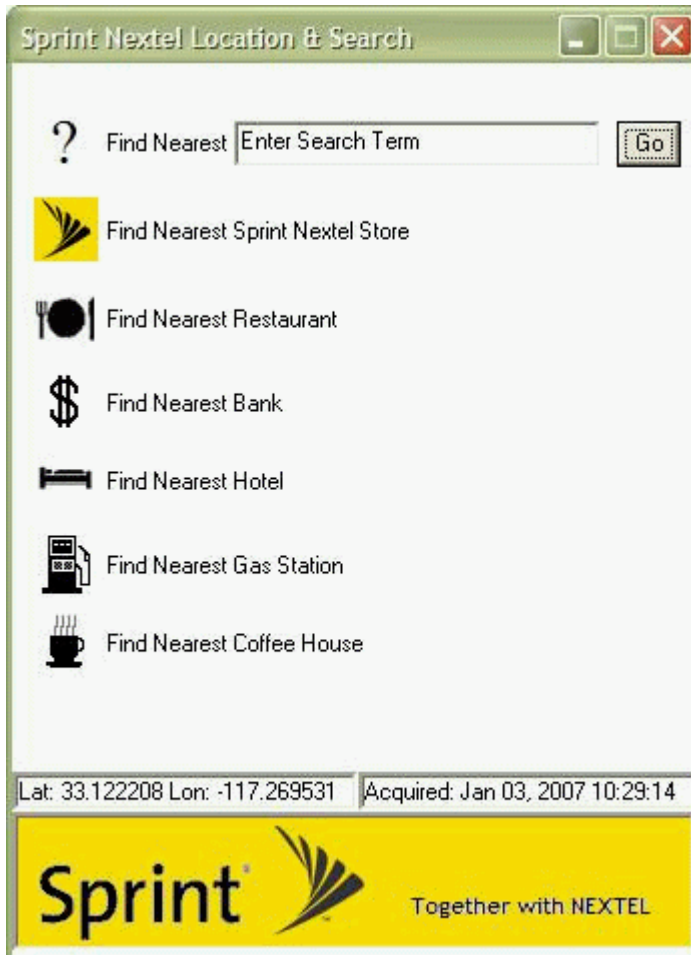 Sprint Nextel Location & Search
? Find Nearest Enter Search Term Go
Find Nearest Sprint Nextel Store
Find Nearest Restaurant
$ Find Nearest Bank
Find Nearest Hotel
Find Nearest Gas Station
Find Nearest Coffee House
Lat: 33.122208 Lon: -117.269531 Acquired: Jan 03, 2007 10:29:14
Sprint Together with NEXTEL